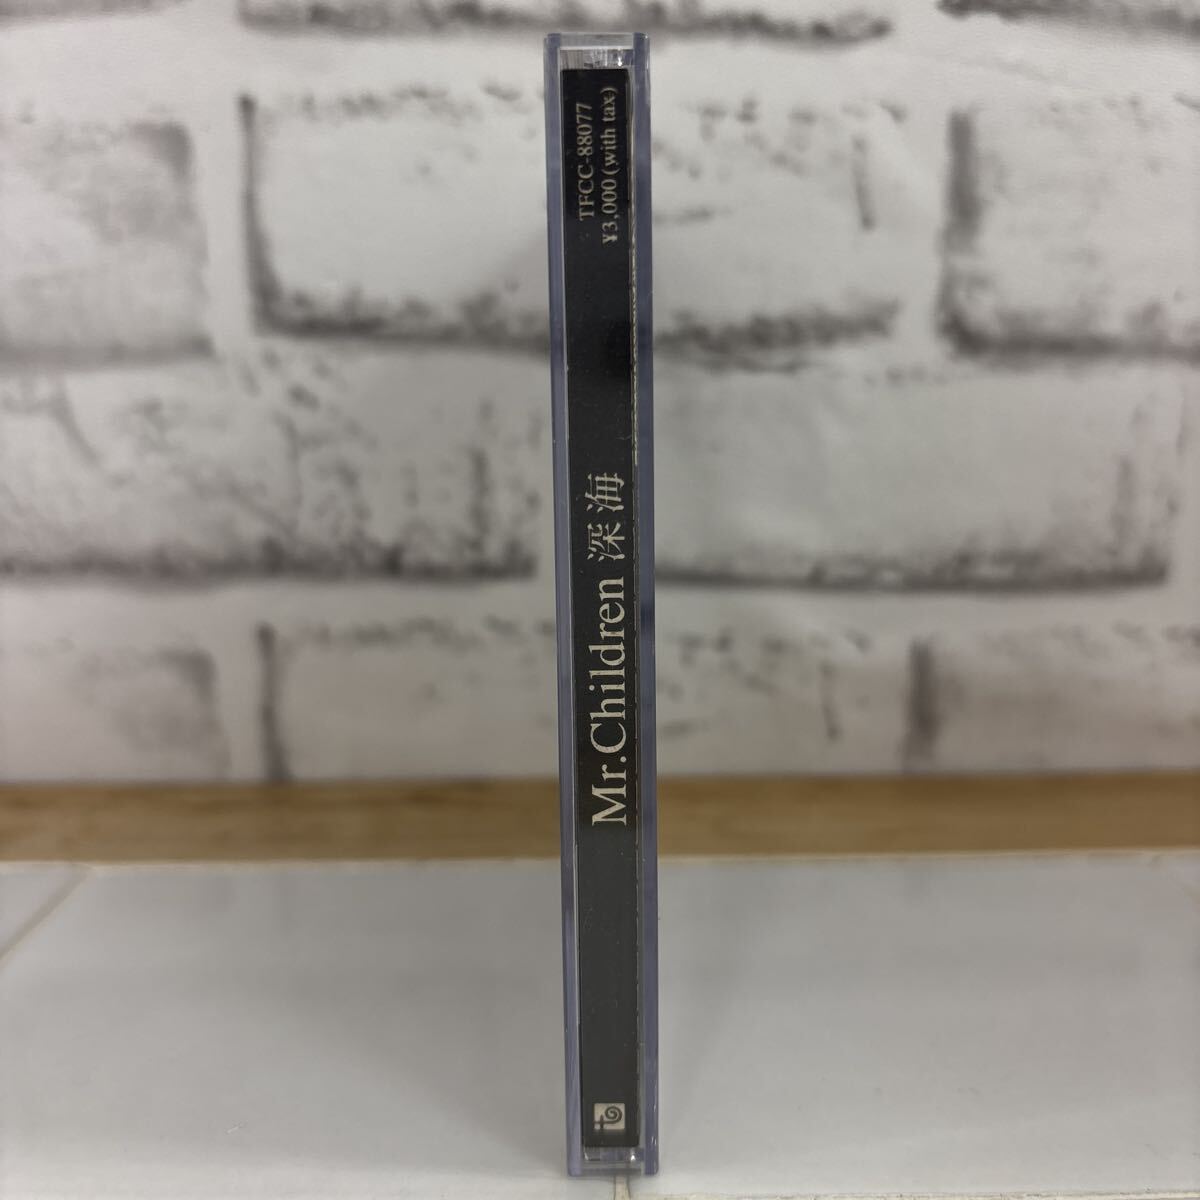 TFCC-88077
¥3,000 (with tax)
Mr.Children 深海